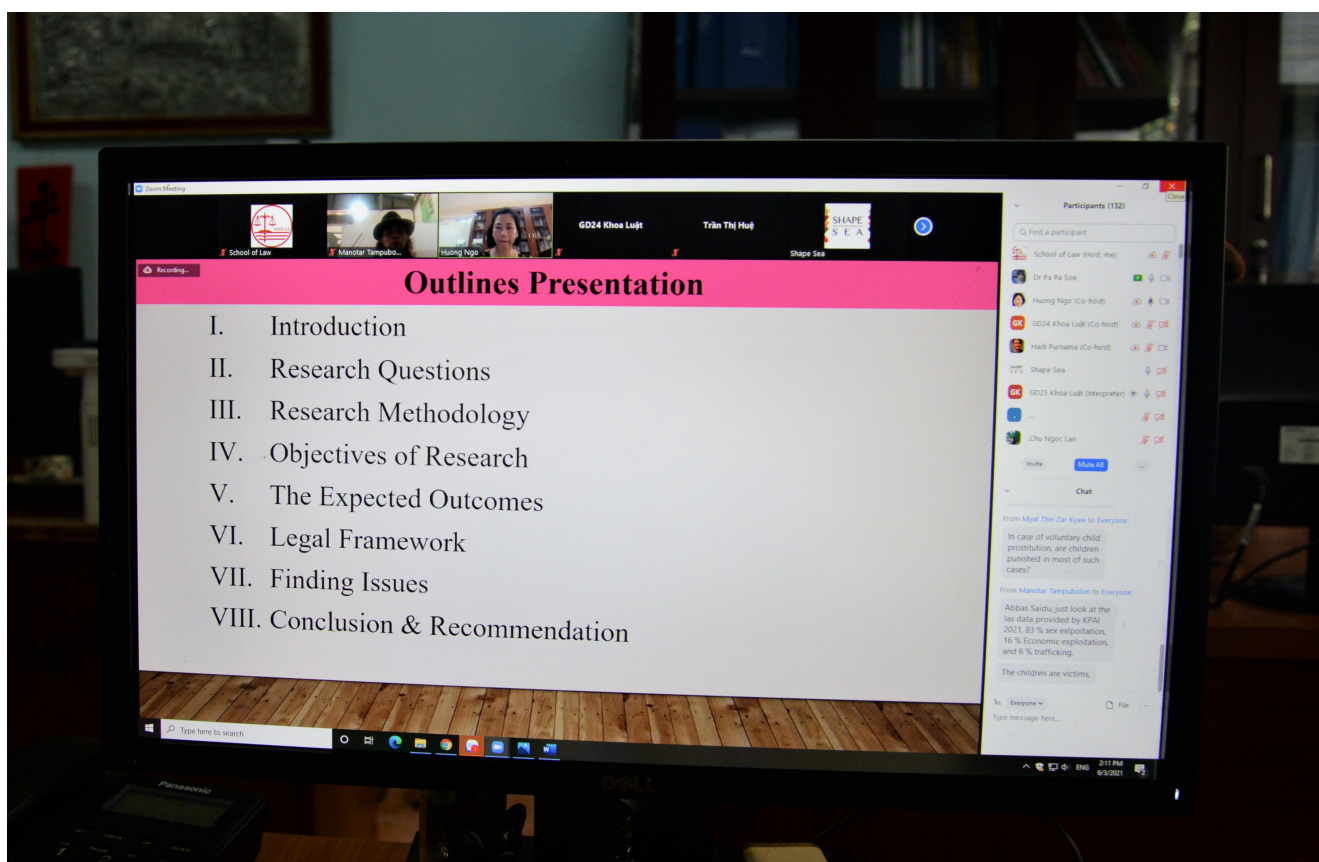 Zoom Meeting
Close
School of Law
Manotar Tampubo...
Huong Ngo
GD24 Khoa Luật
Trần Thị Huệ
SHAPE
SEA
Shape Sea
Recording...
Outlines Presentation
I. Introduction
II. Research Questions
III. Research Methodology
IV. Objectives of Research
V. The Expected Outcomes
VI. Legal Framework
VII. Finding Issues
VIII. Conclusion & Recommendation
Participants (132)
Find a participant
School of Law (Host, me)
Dr Pa Pa Soe
Huong Ngo (Co-host)
GK GD24 Khoa Luật (Co-host)
Hadi Purnama (Co-host)
Shape Sea
GK GD25 Khoa Luật (Interpreter)
...
.Chu Ngoc Lan
Invite
Mute All
...
Chat
From Myat Thin Zar Kyaw to Everyone:
In case of voluntary child
prostitution, are children
punished in most of such
cases?
From Manotar Tampubolon to Everyone:
Abbas Saidu, just look at the
las data provided by KPAI
2021, 83 % sex expoitation,
16 % Economic exploitation,
and 6 % trafficking.
The children are victims,
To: Everyone
File
...
Type message here...
Type here to search
ENG
2:11 PM
6/3/2021
2
DELL
Panasonic
平